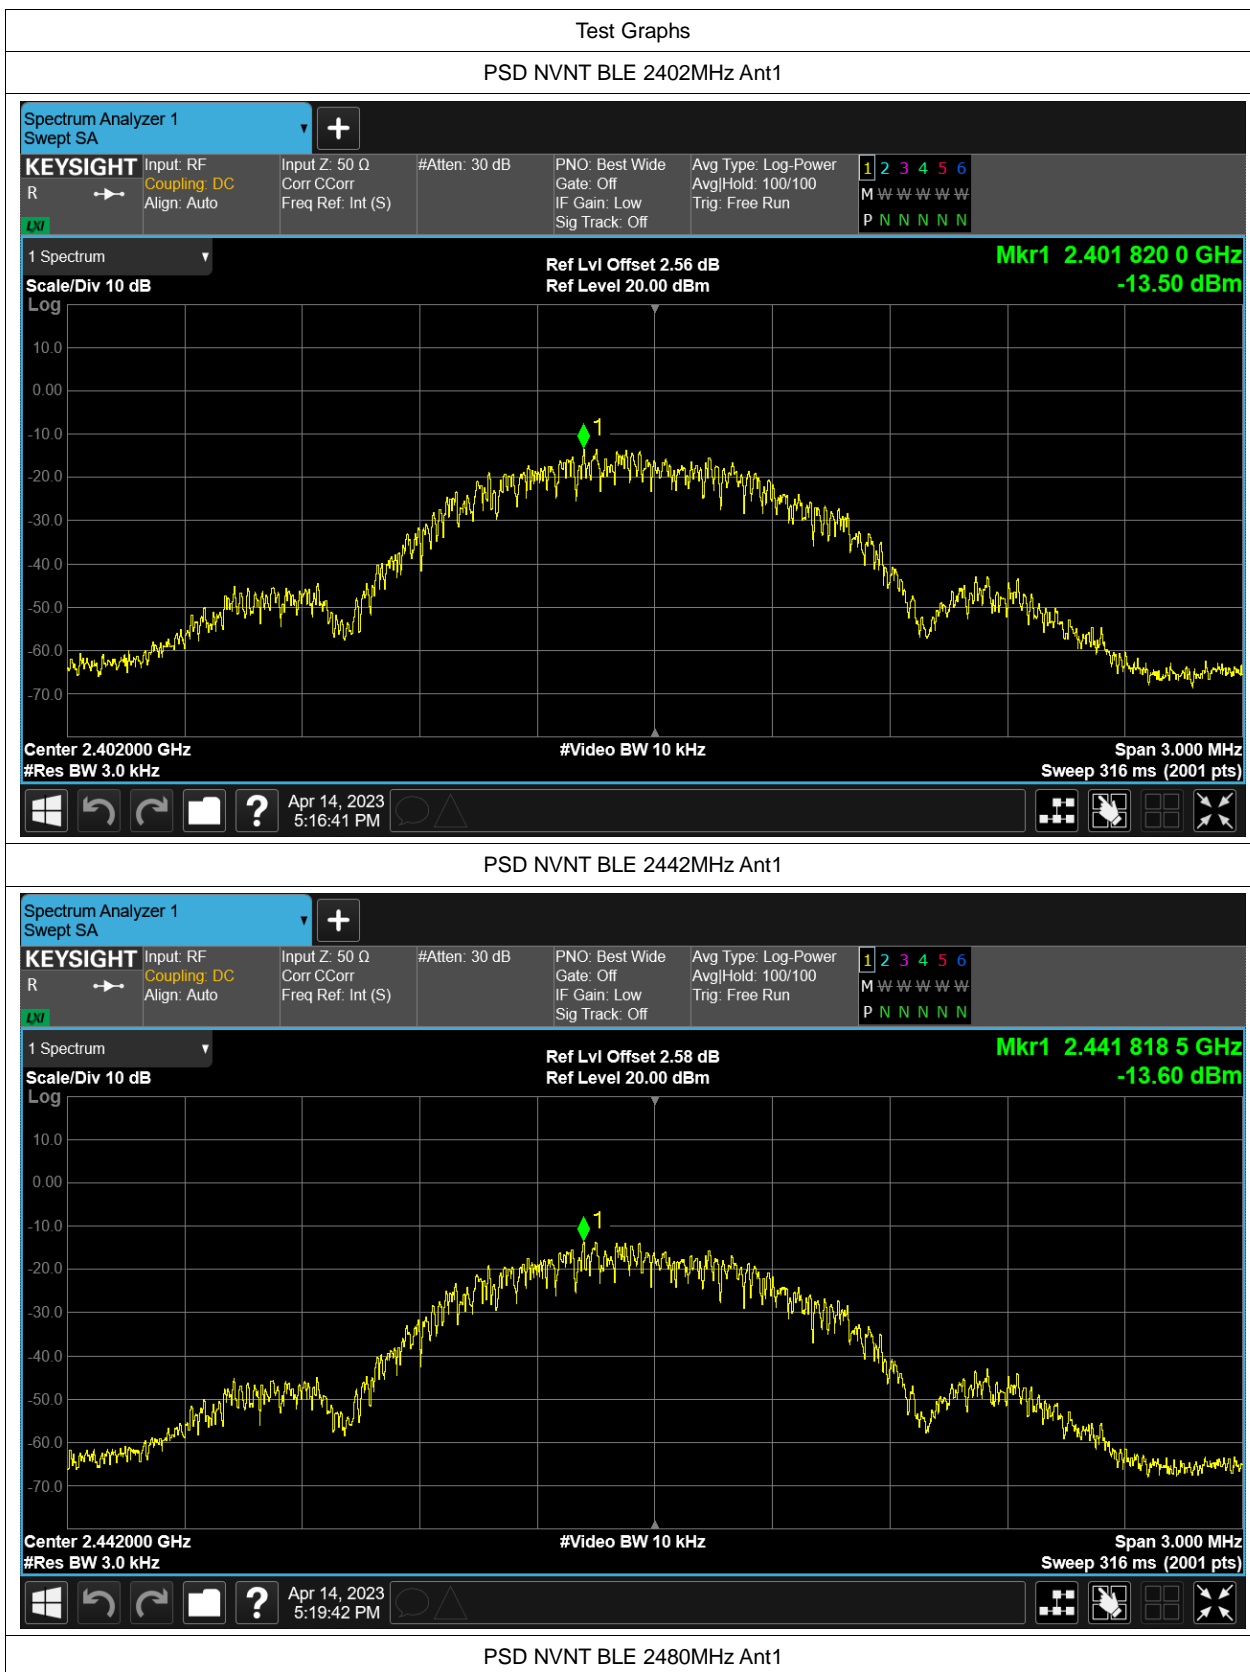 Test Graphs
PSD NVNT BLE 2402MHz Ant1
Spectrum Analyzer 1
Swept SA
KEYSIGHT
R
LXI
Input: RF
Coupling: DC
Align: Auto
Input Z: 50 Ω
Corr CCorr
Freq Ref: Int (S)
#Atten: 30 dB
PNO: Best Wide
Gate: Off
IF Gain: Low
Sig Track: Off
Avg Type: Log-Power
Avg|Hold: 100/100
Trig: Free Run
1 2 3 4 5 6
M W W W W W
P N N N N N
1 Spectrum
Scale/Div 10 dB
Log
Ref Lvl Offset 2.56 dB
Ref Level 20.00 dBm
Mkr1 2.401 820 0 GHz
-13.50 dBm
10.0
0.00
-10.0
-20.0
-30.0
-40.0
-50.0
-60.0
-70.0
1
Center 2.402000 GHz
#Res BW 3.0 kHz
#Video BW 10 kHz
Span 3.000 MHz
Sweep 316 ms (2001 pts)
?
Apr 14, 2023
5:16:41 PM
PSD NVNT BLE 2442MHz Ant1
Spectrum Analyzer 1
Swept SA
KEYSIGHT
R
LXI
Input: RF
Coupling: DC
Align: Auto
Input Z: 50 Ω
Corr CCorr
Freq Ref: Int (S)
#Atten: 30 dB
PNO: Best Wide
Gate: Off
IF Gain: Low
Sig Track: Off
Avg Type: Log-Power
Avg|Hold: 100/100
Trig: Free Run
1 2 3 4 5 6
M W W W W W
P N N N N N
1 Spectrum
Scale/Div 10 dB
Log
Ref Lvl Offset 2.58 dB
Ref Level 20.00 dBm
Mkr1 2.441 818 5 GHz
-13.60 dBm
10.0
0.00
-10.0
-20.0
-30.0
-40.0
-50.0
-60.0
-70.0
1
Center 2.442000 GHz
#Res BW 3.0 kHz
#Video BW 10 kHz
Span 3.000 MHz
Sweep 316 ms (2001 pts)
?
Apr 14, 2023
5:19:42 PM
PSD NVNT BLE 2480MHz Ant1